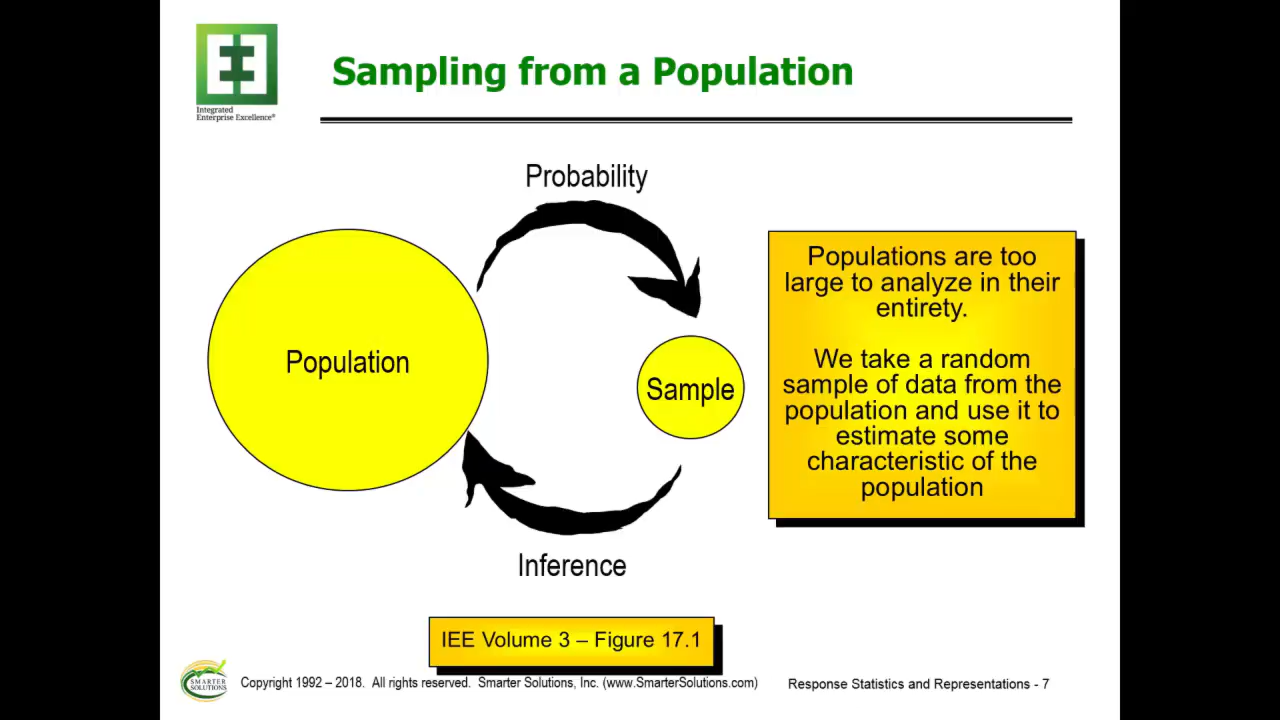 Integrated
Enterprise Excellence®
Sampling from a Population
Probability
Population
Sample
Inference
Populations are too
large to analyze in their
entirety.
We take a random
sample of data from the
population and use it to
estimate some
characteristic of the
population
IEE Volume 3 – Figure 17.1
SMARTER
SOLUTIONS
Copyright 1992 – 2018. All rights reserved. Smarter Solutions, Inc. (www.SmarterSolutions.com)
Response Statistics and Representations - 7